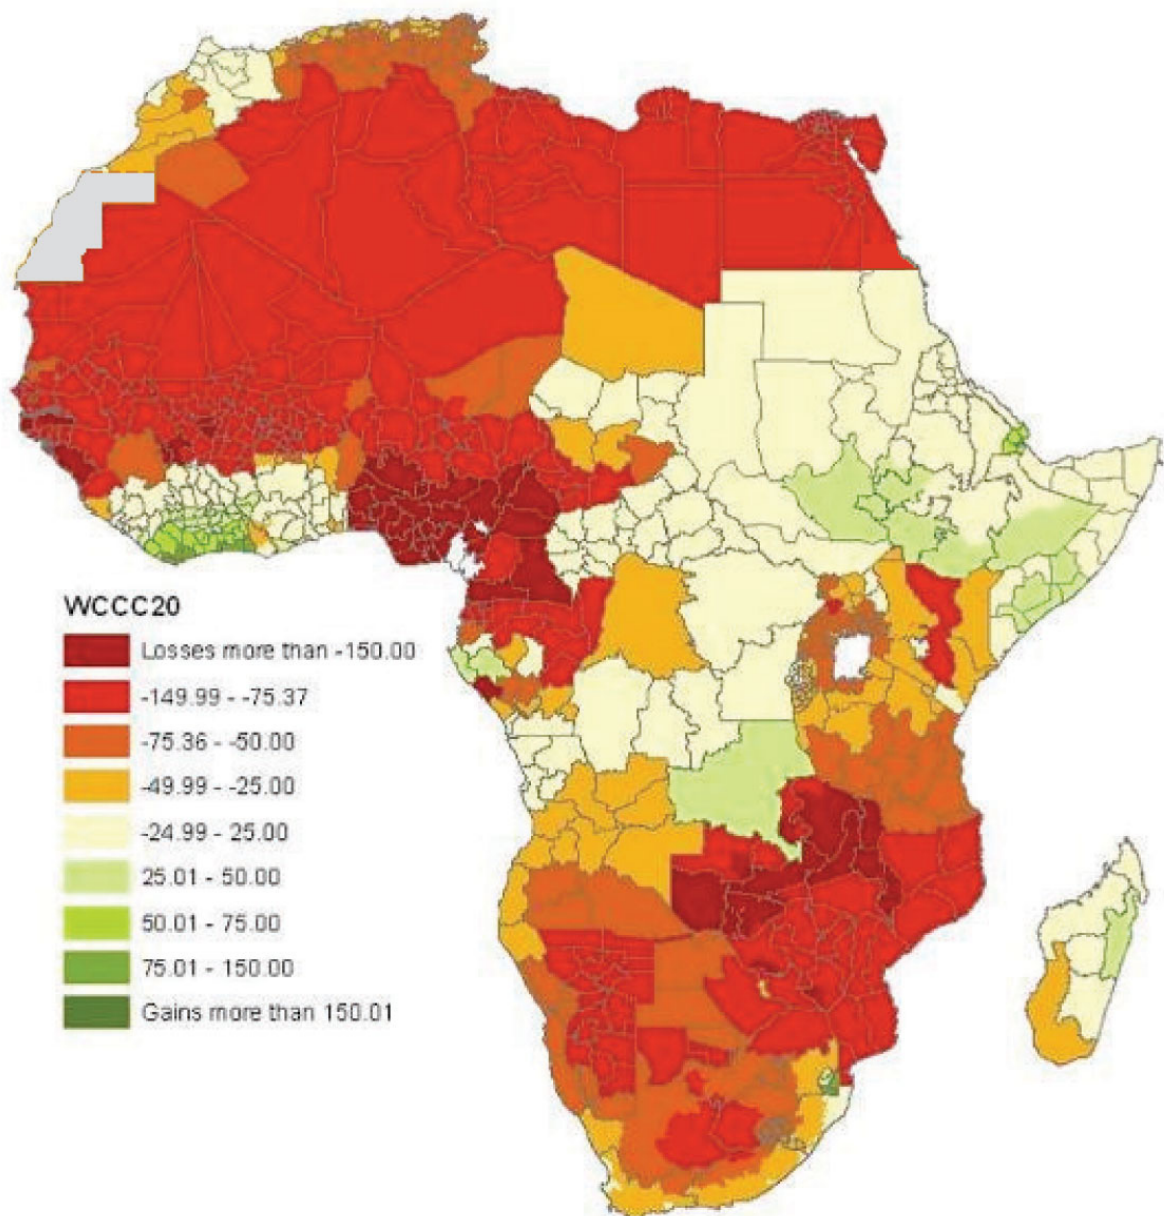 WCCC20
Losses more than -150.00
-149.99 - -75.37
-75.36 - -50.00
-49.99 - -25.00
-24.99 - 25.00
25.01 - 50.00
50.01 - 75.00
75.01 - 150.00
Gains more than 150.01